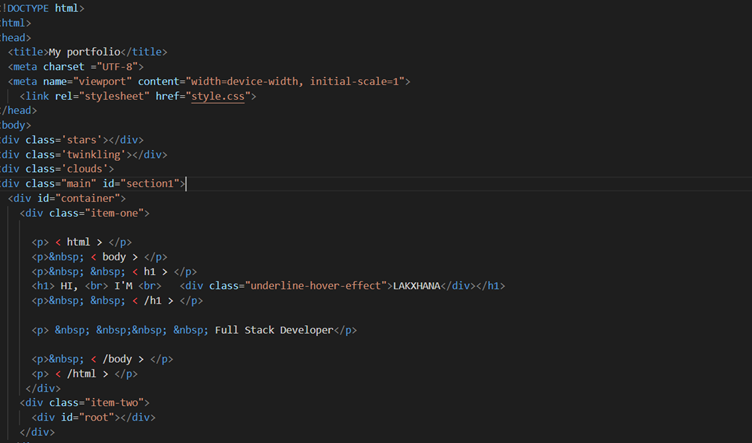 !DOCTYPE html>
html>
head>
<title>My portfolio</title>
<meta charset ="UTF-8">
<meta name="viewport" content="width=device-width, initial-scale=1">
<link rel="stylesheet" href="style.css">
/head>
body>
div class='stars'></div>
div class='twinkling'></div>
div class='clouds'>
div class="main" id="section1">
<div id="container">
<div class="item-one">
<p> < html > </p>
<p>&nbsp; < body > </p>
<p>&nbsp; &nbsp; < h1 > </p>
<h1> HI, <br> I'M <br> <div class="underline-hover-effect">LAKXHANA</div></h1>
<p>&nbsp; &nbsp; < /h1 > </p>
<p> &nbsp; &nbsp;&nbsp; &nbsp; Full Stack Developer</p>
<p>&nbsp; < /body > </p>
<p> < /html > </p>
</div>
<div class="item-two">
<div id="root"></div>
</div>